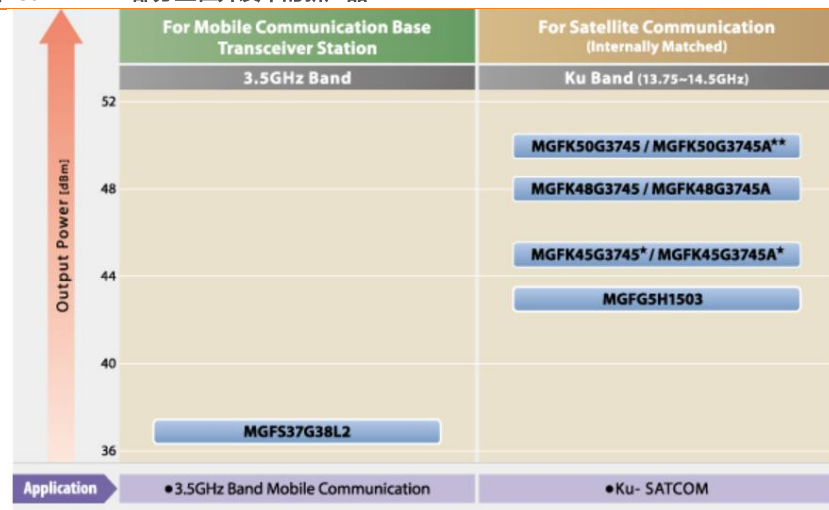 For Mobile Communication Base
Transceiver Station
For Satellite Communication
(Internally Matched)
3.5GHz Band
Ku Band (13.75~14.5GHz)
Output Power [dBm]
52
48
44
40
36
MGFK50G3745 / MGFK50G3745A★★
MGFK48G3745 / MGFK48G3745A
MGFK45G3745★ / MGFK45G3745A★
MGFG5H1503
MGFS37G38L2
Application
●3.5GHz Band Mobile Communication
●Ku- SATCOM